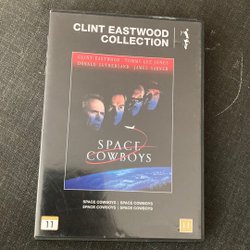 CLINT EASTWOOD
COLLECTION
CLINT EASTWOOD TOMMY LEE JONES
DONALD SUTHERLAND JAMES GARNER
SPACE
COWBOYS
SPACE COWBOYS | SPACE COWBOYS
SPACE COWBOYS | SPACE COWBOYS
11